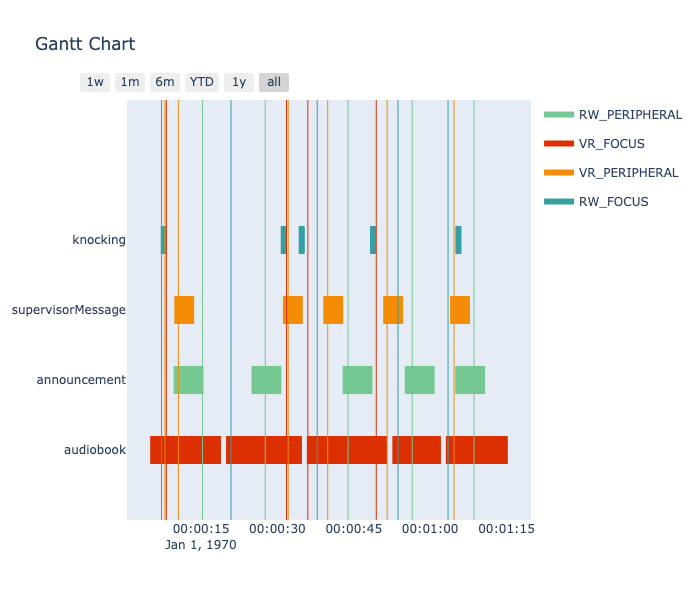 Gantt Chart
1w 1m 6m YTD 1y all
RW_PERIPHERAL
VR_FOCUS
VR_PERIPHERAL
RW_FOCUS
knocking
supervisorMessage
announcement
audiobook
00:00:15 00:00:30 00:00:45 00:01:00 00:01:15
Jan 1, 1970